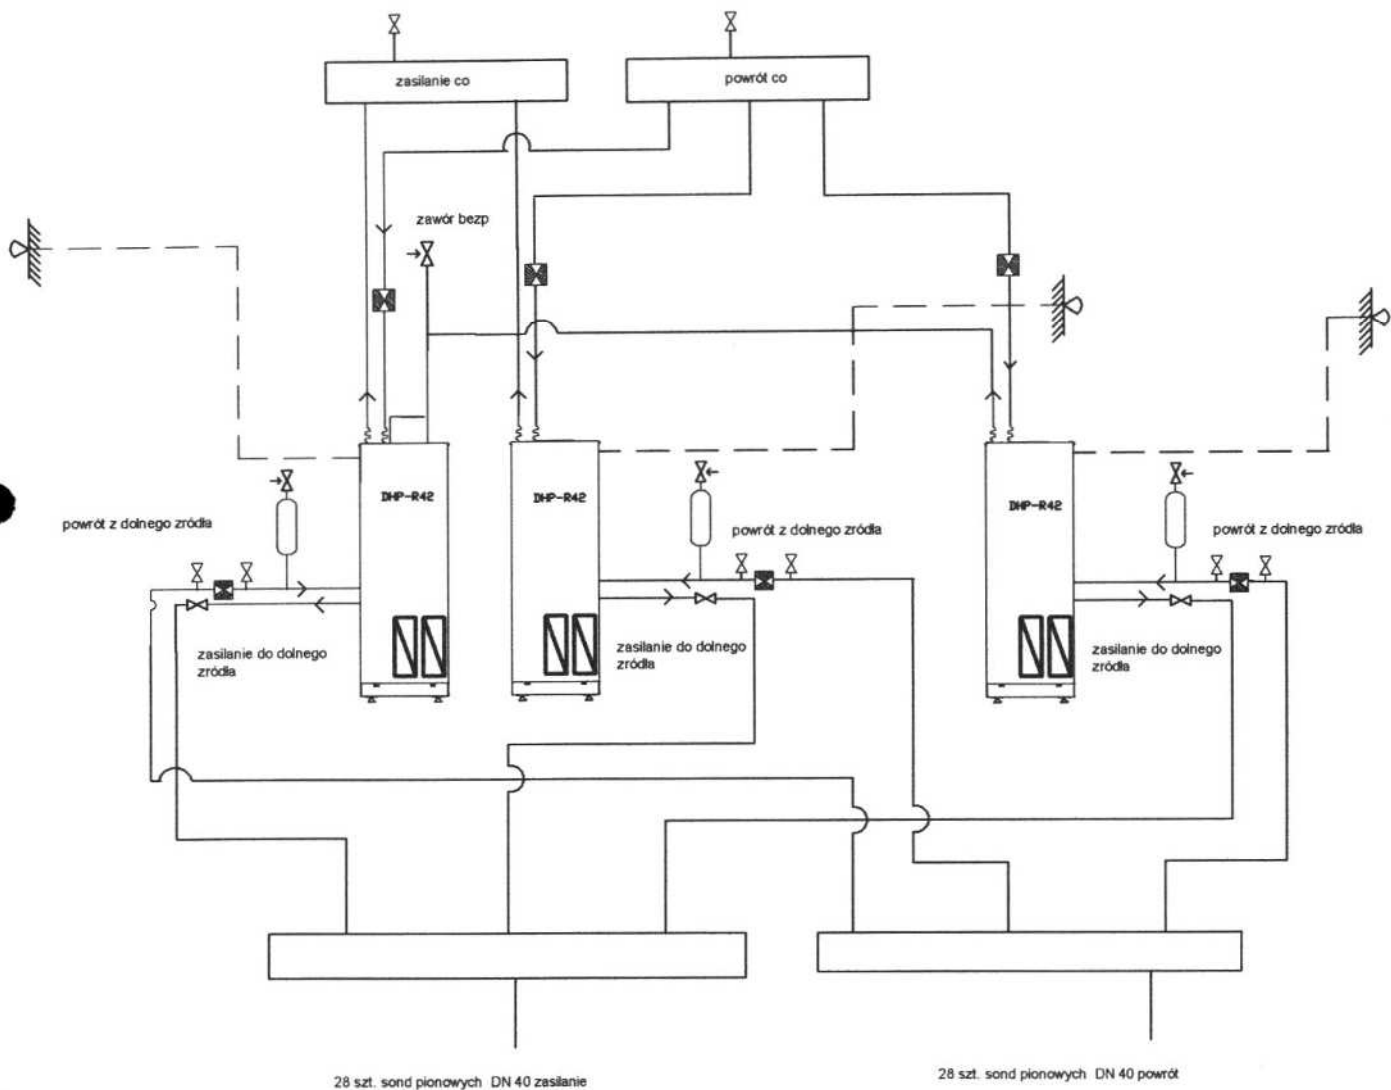 zasilanie co
powrót co
zawór bezp
DHP-R42
DHP-R42
DHP-R42
powrót z dolnego zródła
powrót z dolnego zródła
powrót z dolnego zródła
zasilanie do dolnego
zródła
zasilanie do dolnego
zródła
zasilanie do dolnego
zródła
28 szt. sond pionowych DN 40 zasilanie
28 szt. sond pionowych DN 40 powrót